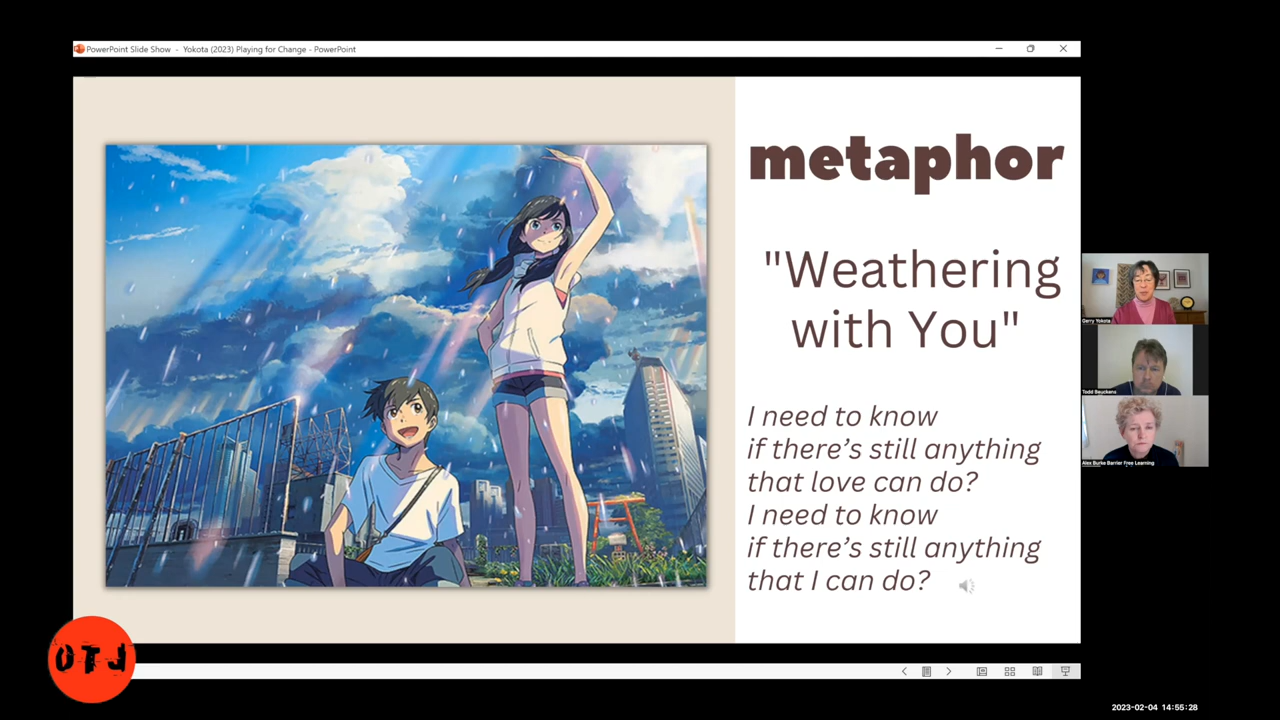 PowerPoint Slide Show - Yokota (2023) Playing for Change - PowerPoint
metaphor
"Weathering
with You"
I need to know
if there’s still anything
that love can do?
I need to know
if there’s still anything
that I can do?
Gerry Yokota
Todd Beuckens
Alex Burke Barrier Free Learning
OTJ
2023-02-04 14:55:28